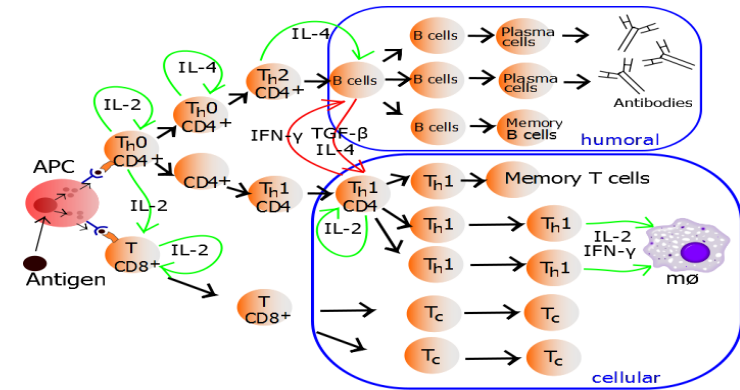 IL-4
IL-4
IL-2
Th2
CD4+
Th0
CD4+
Th0
CD4+
B cells
B cells
Plasma
cells
B cells
Plasma
cells
Antibodies
B cells
Memory
B cells
humoral
IFN-γ
TGF-β
IL-4
APC
CD4+
Th1
CD4
Th1
CD4
IL-2
Th1
Memory T cells
Th1
Th1
Th1
Th1
IL-2
IFN-γ
mø
IL-2
T
CD8+
IL-2
Antigen
T
CD8+
Tc
Tc
Tc
Tc
cellular